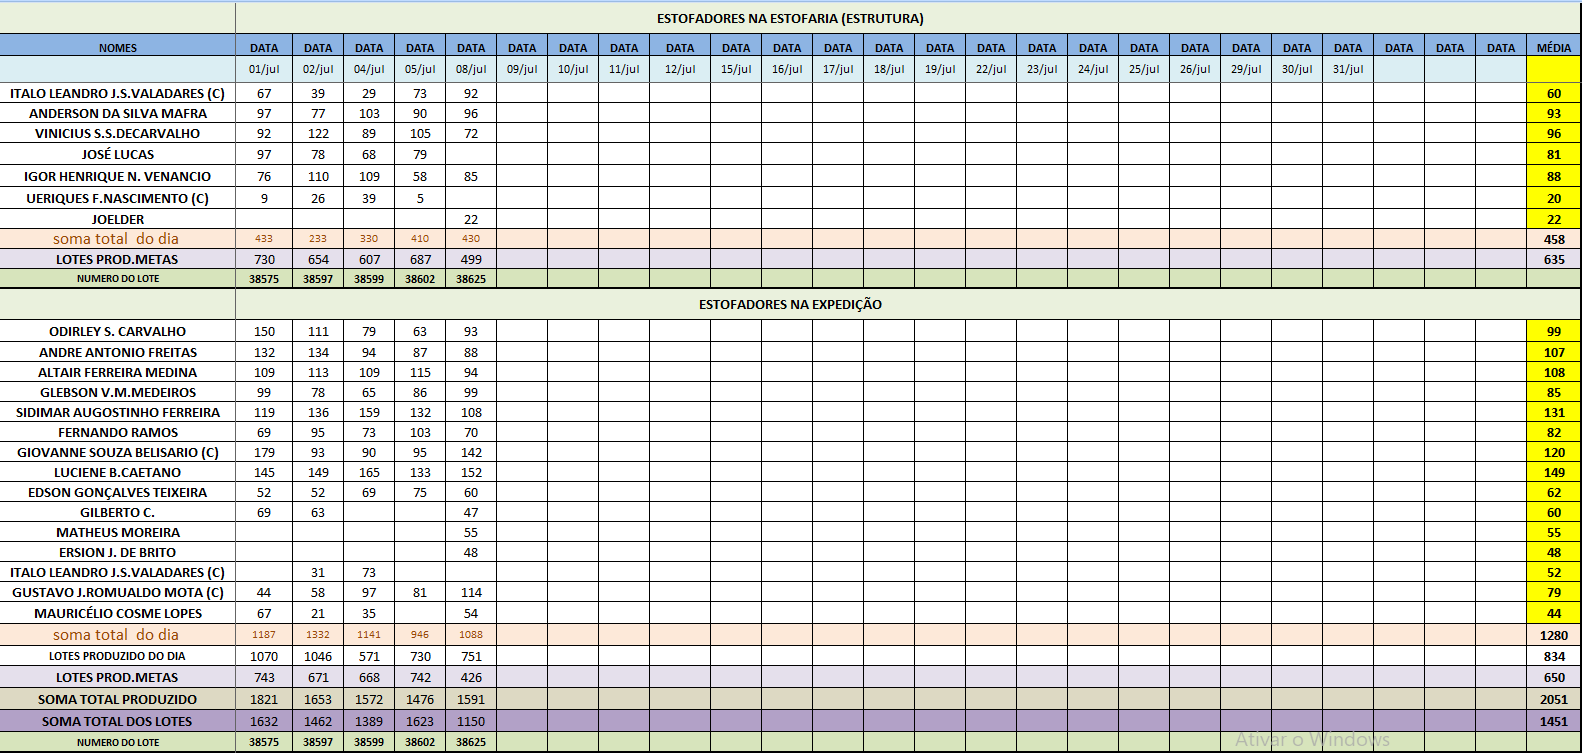 ESTOFADORES NA ESTOFARIA (ESTRUTURA)
NOMES DATA DATA DATA DATA DATA DATA DATA DATA DATA DATA DATA DATA DATA DATA DATA DATA DATA DATA DATA DATA DATA DATA DATA DATA DATA MÉDIA
01/jul 02/jul 04/jul 05/jul 08/jul 09/jul 10/jul 11/jul 12/jul 15/jul 16/jul 17/jul 18/jul 19/jul 22/jul 23/jul 24/jul 25/jul 26/jul 29/jul 30/jul 31/jul
ITALO LEANDRO J.S.VALADARES (C) 67 39 29 73 92 60
ANDERSON DA SILVA MAFRA 97 77 103 90 96 93
VINICIUS S.S.DECARVALHO 92 122 89 105 72 96
JOSÉ LUCAS 97 78 68 79 81
IGOR HENRIQUE N. VENANCIO 76 110 109 58 85 88
UERIQUES F.NASCIMENTO (C) 9 26 39 5 20
JOELDER 22 22
soma total do dia 433 233 330 410 430 458
LOTES PROD.METAS 730 654 607 687 499 635
NUMERO DO LOTE 38575 38597 38599 38602 38625
ESTOFADORES NA EXPEDIÇÃO
ODIRLEY S. CARVALHO 150 111 79 63 93 99
ANDRE ANTONIO FREITAS 132 134 94 87 88 107
ALTAIR FERREIRA MEDINA 109 113 109 115 94 108
GLEBSON V.M.MEDEIROS 99 78 65 86 99 85
SIDIMAR AUGOSTINHO FERREIRA 119 136 159 132 108 131
FERNANDO RAMOS 69 95 73 103 70 82
GIOVANNE SOUZA BELISARIO (C) 179 93 90 95 142 120
LUCIENE B.CAETANO 145 149 165 133 152 149
EDSON GONÇALVES TEIXEIRA 52 52 69 75 60 62
GILBERTO C. 69 63 47 60
MATHEUS MOREIRA 55 55
ERSION J. DE BRITO 48 48
ITALO LEANDRO J.S.VALADARES (C) 31 73 52
GUSTAVO J.ROMUALDO MOTA (C) 44 58 97 81 114 79
MAURICÉLIO COSME LOPES 67 21 35 54 44
soma total do dia 1187 1332 1141 946 1088 1280
LOTES PRODUZIDO DO DIA 1070 1046 571 730 751 834
LOTES PROD.METAS 743 671 668 742 426 650
SOMA TOTAL PRODUZIDO 1821 1653 1572 1476 1591 2051
SOMA TOTAL DOS LOTES 1632 1462 1389 1623 1150 1451
NUMERO DO LOTE 38575 38597 38599 38602 38625
Ativar o Windows